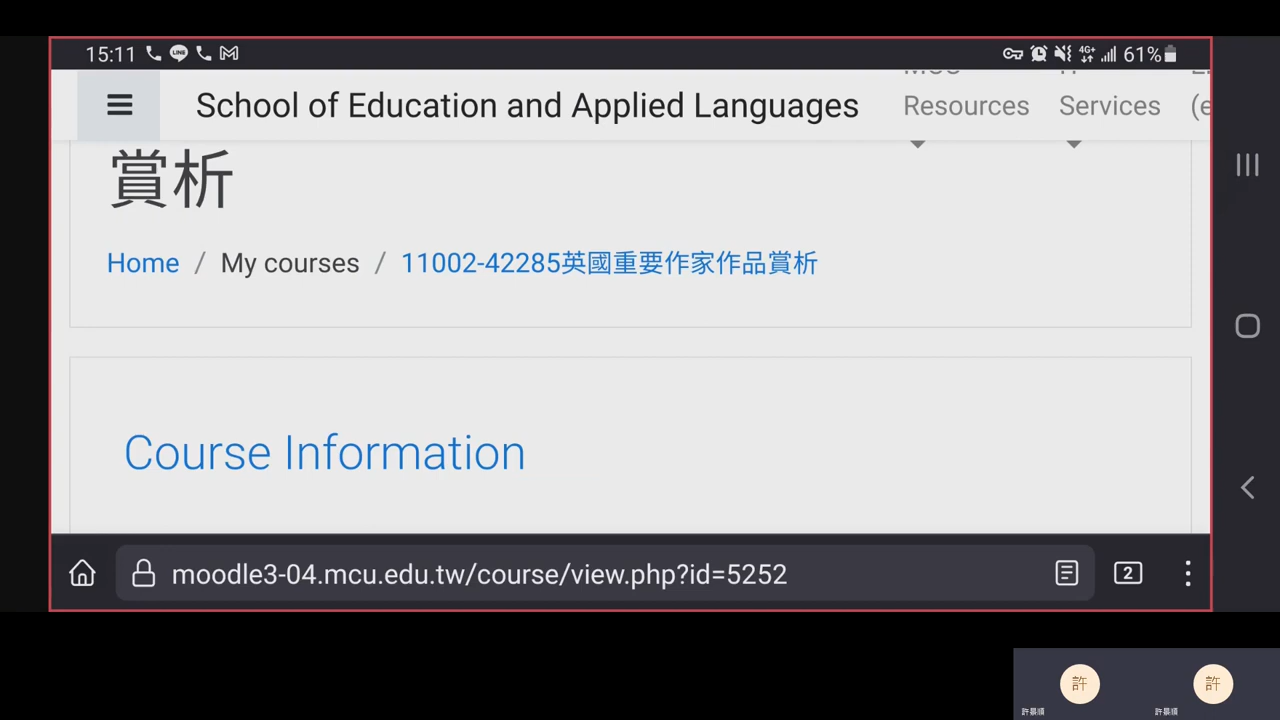 15:11
4G+ 61%
School of Education and Applied Languages
Resources
Services
賞析
Home / My courses / 11002-42285英國重要作家作品賞析
Course Information
moodle3-04.mcu.edu.tw/course/view.php?id=5252
2
許
許